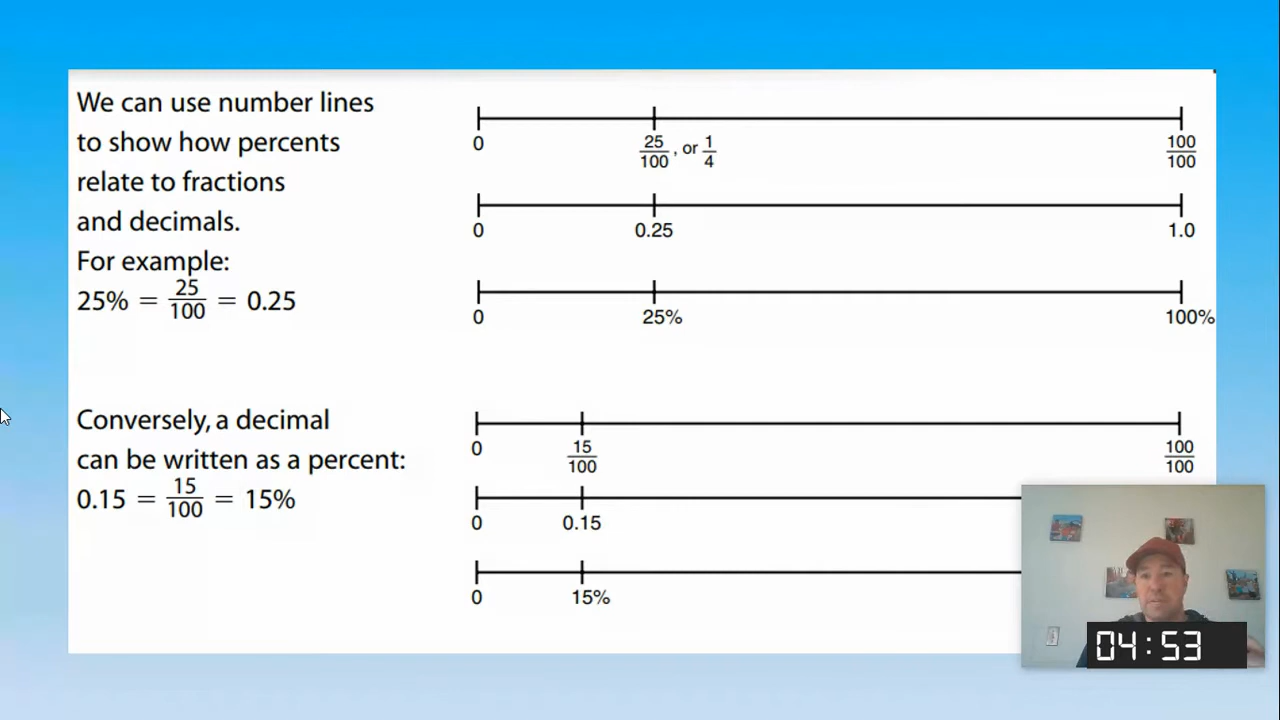 We can use number lines
to show how percents
relate to fractions
and decimals.
For example:
25% = 25/100 = 0.25
0 25/100, or 1/4 100/100
0 0.25 1.0
0 25% 100%
Conversely, a decimal
can be written as a percent:
0.15 = 15/100 = 15%
0 15/100 100/100
0 0.15
0 15%
04:53